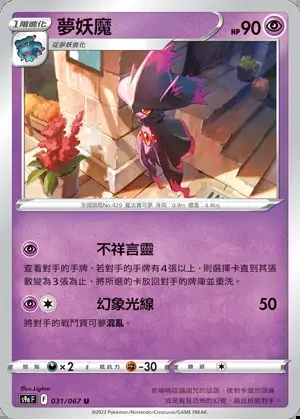 1階進化
夢妖魔
HP90
從夢妖進化
全國圖鑑No.429 魔法寶可夢 身高:0.9m 體重:4.4kg
不祥言靈
查看對手的手牌。若對手的手牌有4張以上,則選擇卡直到其張
數變為3張為止,將所選的卡放回對手的牌庫並重洗。
幻象光線 50
將對手的戰鬥寶可夢混亂。
弱點 ×2 抵抗力 -30 撤退
Illus.Ligton
s9a F F 031/067 U
©2022 Pokémon/Nintendo/Creatures/GAME FREAK.